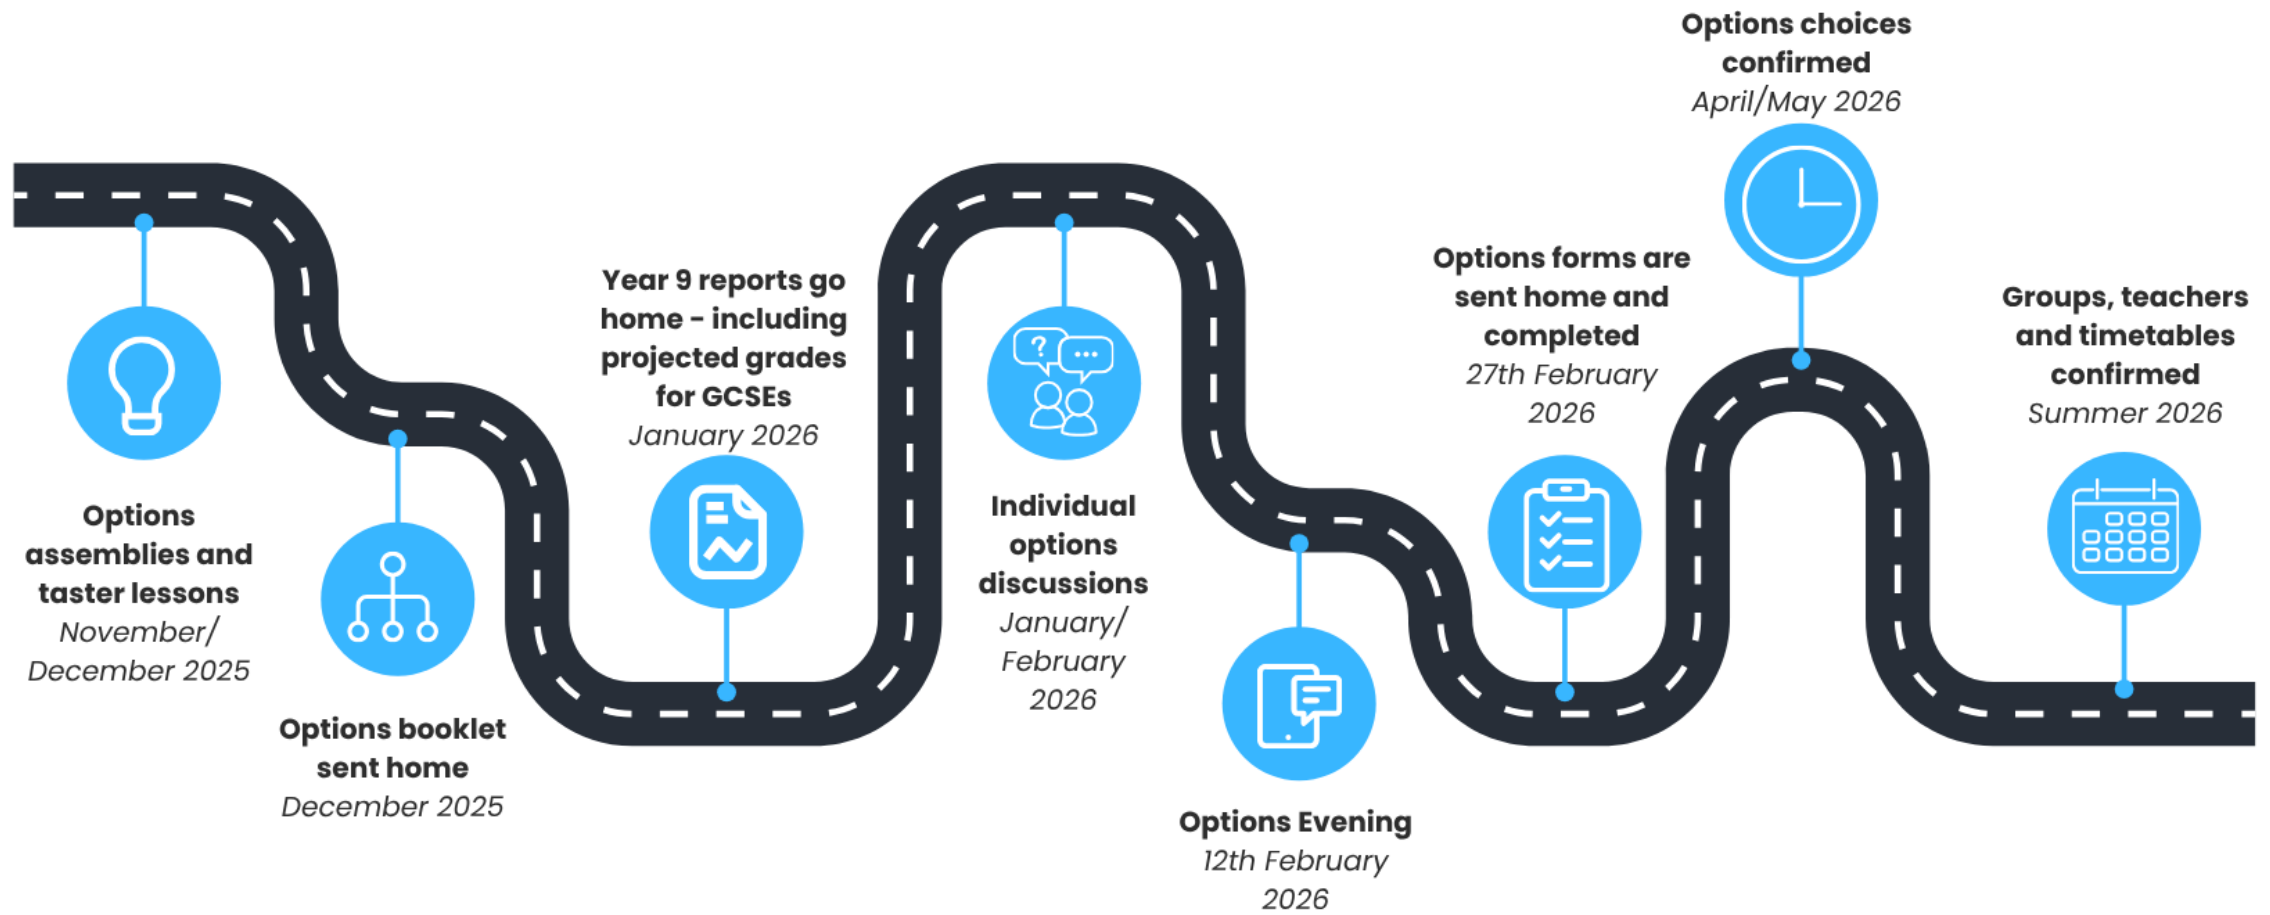 Options
assemblies and
taster lessons
November/
December 2025
Options booklet
sent home
December 2025
Year 9 reports go
home - including
projected grades
for GCSEs
January 2026
?
Individual
options
discussions
January/
February
2026
Options Evening
12th February
2026
Options forms are
sent home and
completed
27th February
2026
Options choices
confirmed
April/May 2026
Groups, teachers
and timetables
confirmed
Summer 2026